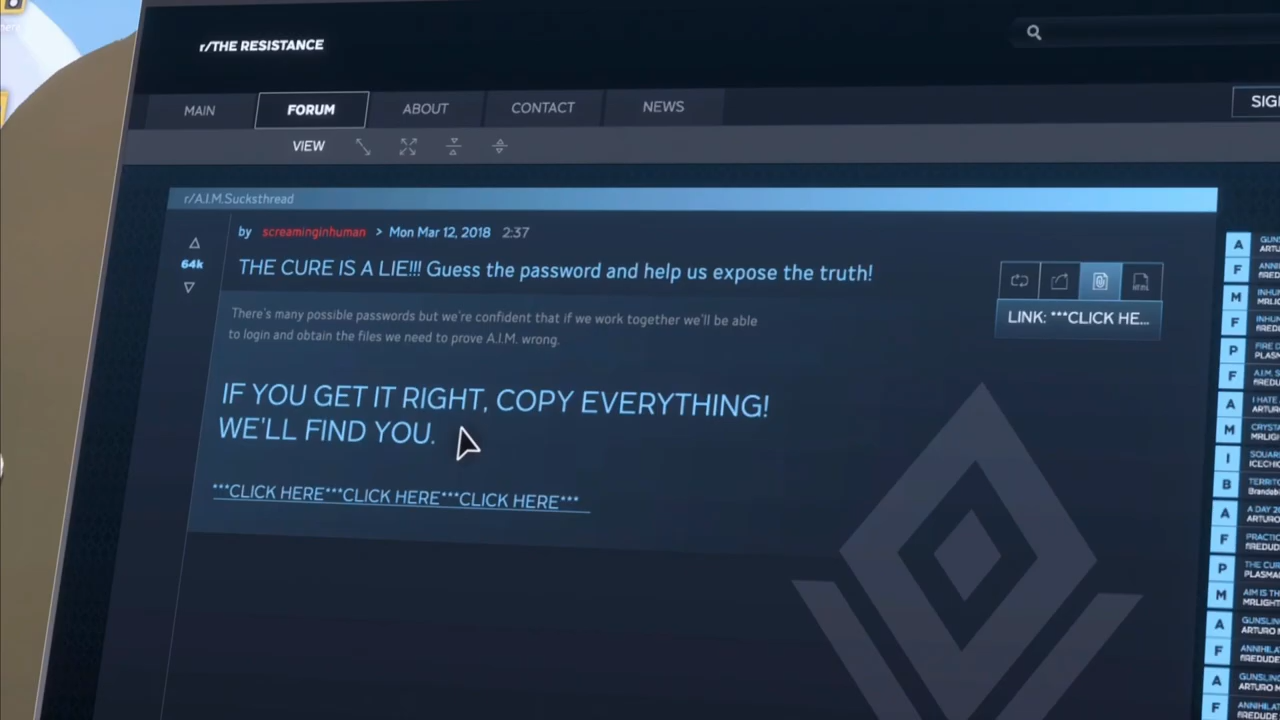 r/THE RESISTANCE
MAIN
FORUM
ABOUT
CONTACT
NEWS
VIEW
r/A.I.M.Sucksthread
by screaminginhuman > Mon Mar 12, 2018 2:37
64k
THE CURE IS A LIE!!! Guess the password and help us expose the truth!
There's many possible passwords but we're confident that if we work together we'll be able
to login and obtain the files we need to prove A.I.M. wrong.
HTML
LINK: ***CLICK HE...
IF YOU GET IT RIGHT, COPY EVERYTHING!
WE'LL FIND YOU.
***CLICK HERE***CLICK HERE***CLICK HERE***
A
F
M
F
P
F
A
M
I
B
A
F
P
M
A
F
A
F